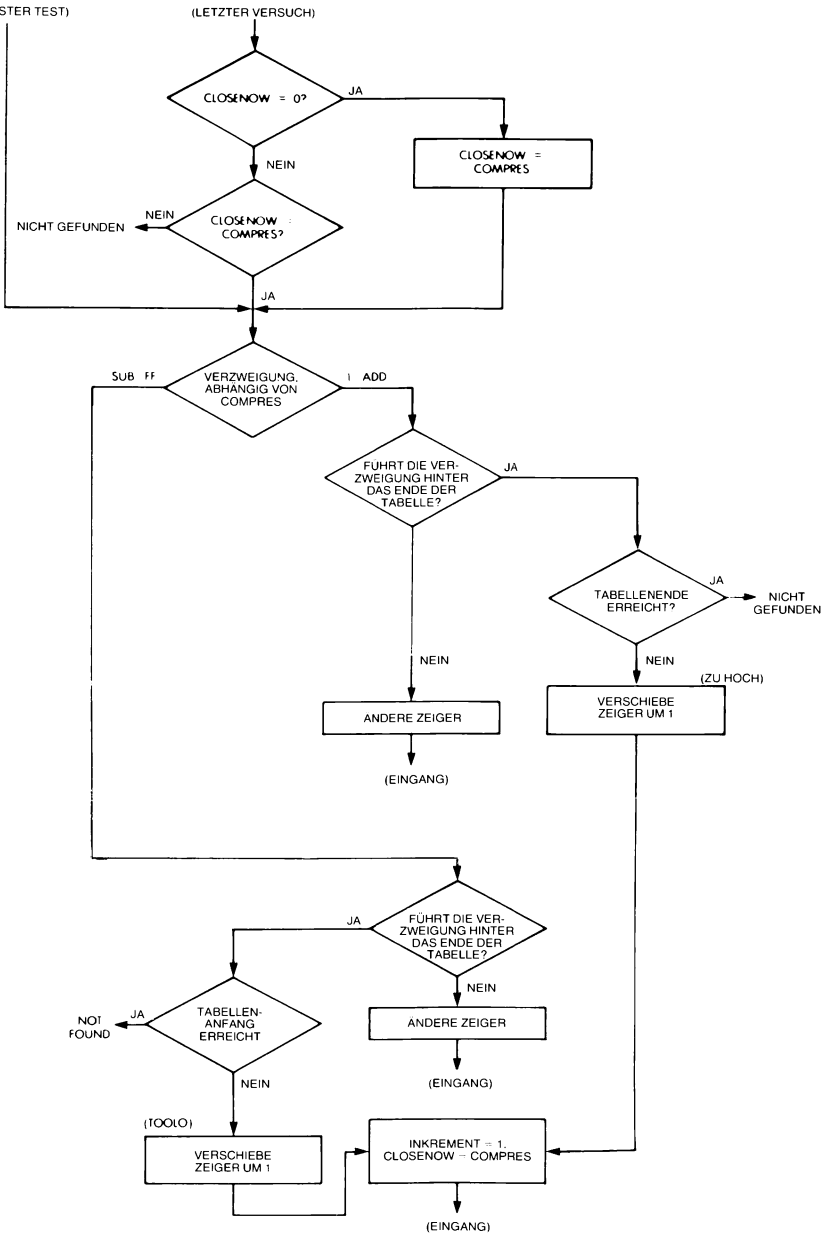 STER TEST)
(LETZTER VERSUCH)
CLOSENOW = 0?
JA
CLOSENOW =
COMPRES
NEIN
CLOSENOW =
COMPRES?
NEIN
NICHT GEFUNDEN
JA
SUB FF
VERZWEIGUNG,
ABHÄNGIG VON
COMPRES
1 ADD
FÜHRT DIE VER-
ZWEIGUNG HINTER
DAS ENDE DER
TABELLE?
JA
TABELLENENDE
ERREICHT?
JA
NICHT
GEFUNDEN
NEIN
NEIN
(ZU HOCH)
VERSCHIEBE
ZEIGER UM 1
ANDERE ZEIGER
(EINGANG)
JA
FÜHRT DIE VER-
ZWEIGUNG HINTER
DAS ENDE DER
TABELLE?
NEIN
TABELLEN-
ANFANG
ERREICHT
JA
NOT
FOUND
ÄNDERE ZEIGER
(EINGANG)
NEIN
(TOOLO)
VERSCHIEBE
ZEIGER UM 1
INKREMENT = 1,
CLOSENOW = COMPRES
(EINGANG)